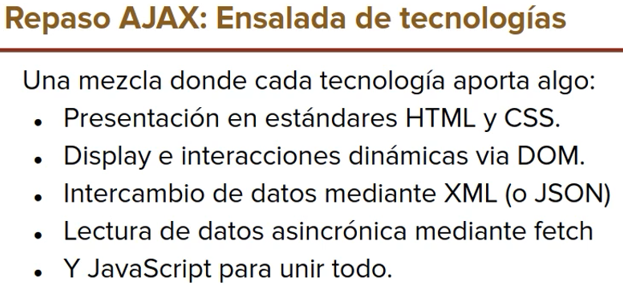 Repaso AJAX: Ensalada de tecnologías
Una mezcla donde cada tecnología aporta algo:
• Presentación en estándares HTML y CSS.
• Display e interacciones dinámicas via DOM.
• Intercambio de datos mediante XML (o JSON)
• Lectura de datos asincrónica mediante fetch
• Y JavaScript para unir todo.